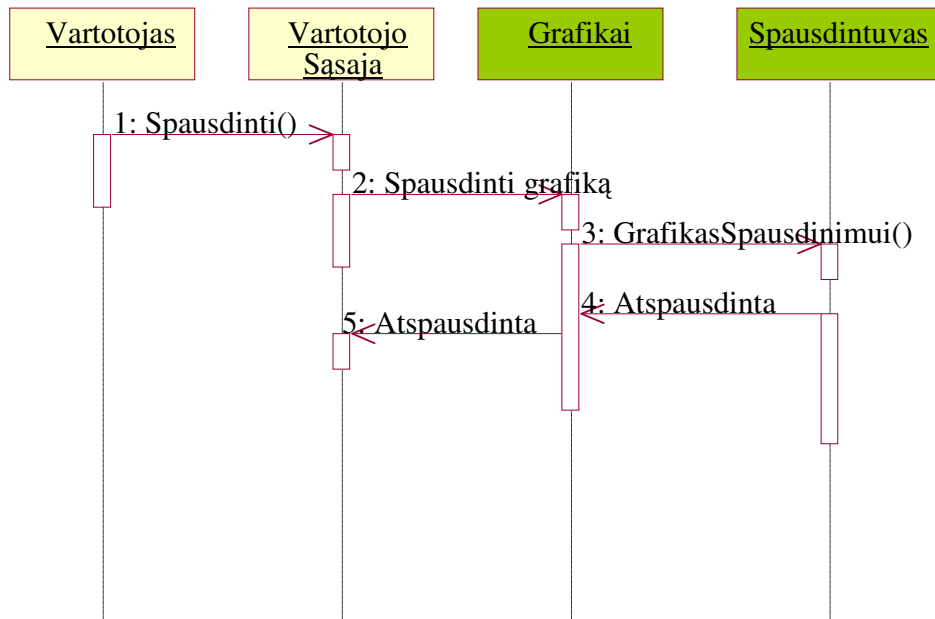 Vartotojas
Vartotojo
Sąsaja
Grafikai
Spausdintuvas
1: Spausdinti()
2: Spausdinti grafiką
3: GrafikasSpausdinimui()
4: Atspausdinta
5: Atspausdinta